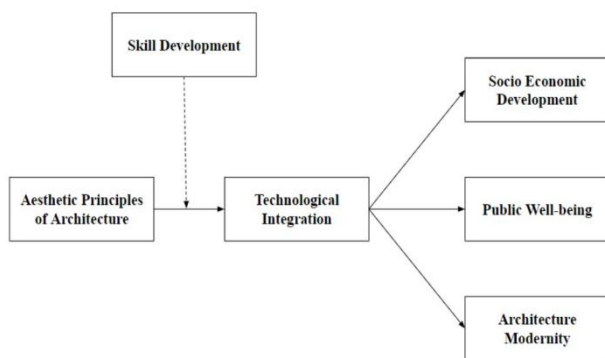 Skill Development
Socio Economic
Development
Aesthetic Principles
of Architecture
Technological
Integration
Public Well-being
Architecture
Modernity